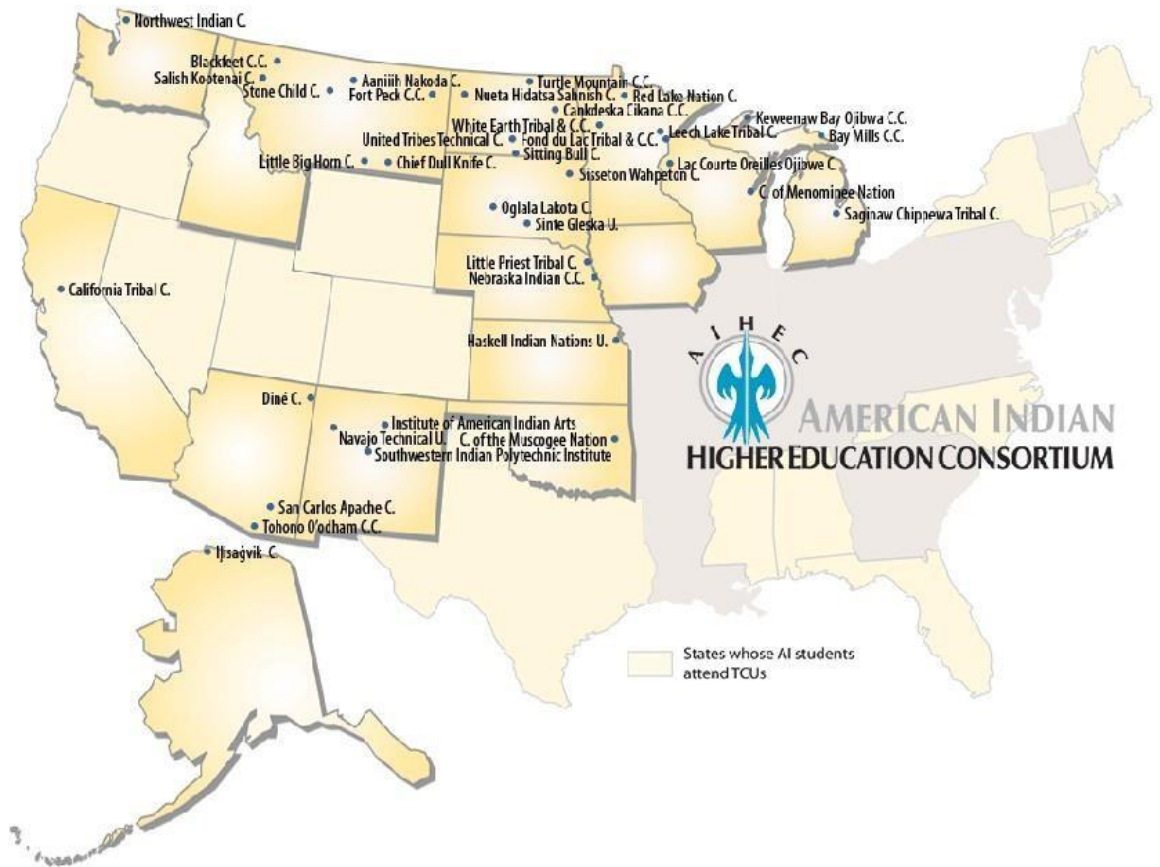 Northwest Indian C.
Blackfeet C.C.
Salish Kootenai C.
Stone Child C.
Aaniiih Nakoda C.
Fort Peck C.C.
Turtle Mountain C.C.
Nueta Hidatsa Sahnish C.
Red Lake Nation C.
Cankdeska Cikana C.C.
White Earth Tribal & C.C.
Leech Lake Tribal C.
United Tribes Technical C.
Fond du Lac Tribal & C.C.
Sitting Bull C.
Keweenaw Bay Ojibwa C.C.
Bay Mills C.C.
Little Big Horn C.
Chief Dull Knife C.
Lac Courte Oreilles Ojibwe C.
Sisseton Wahpeton C.
C. of Menominee Nation
Oglala Lakota C.
Saginaw Chippewa Tribal C.
Sinte Gleska U.
Little Priest Tribal C.
Nebraska Indian C.C.
California Tribal C.
Haskell Indian Nations U.
AIHEC
AMERICAN INDIAN
HIGHER EDUCATION CONSORTIUM
Diné C.
Institute of American Indian Arts
Navajo Technical U.
C. of the Muscogee Nation
Southwestern Indian Polytechnic Institute
San Carlos Apache C.
Tohono O'odham C.C.
Iḷisaġvik C.
States whose AI students
attend TCUs